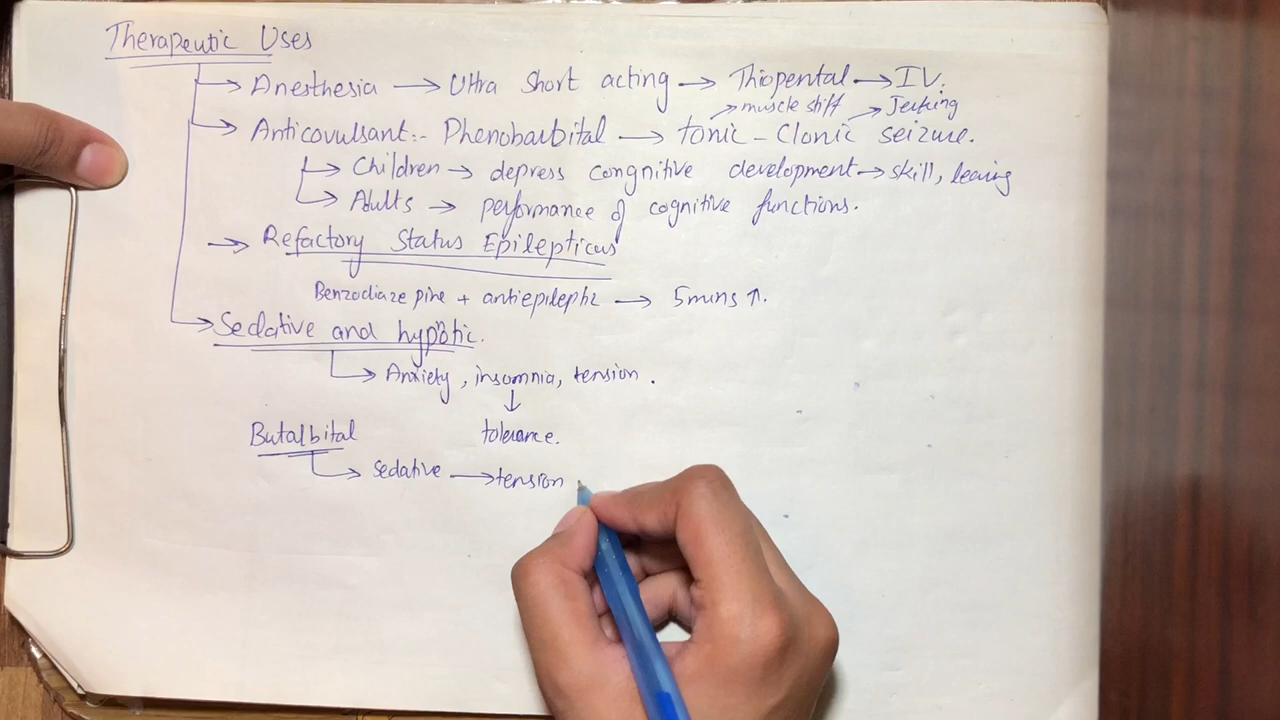 Therapeutic Uses
→ Anesthesia → Ultra Short acting → Thiopental → IV.
→ muscle stiff → Jerking
→ Anticovulsant:- Phenobarbital → tonic - Clonic seizure.
→ Children → depress congnitive development → skill, learing
→ Adults → performance of cognitive functions.
→ Refactory Status Epilepticus
Benzodiazepine + antiepileptic → 5mins ↑.
→ Sedative and hypotic.
→ Anxiety, insomnia, tension.
↓
Butalbital tolerance.
→ sedative → tension